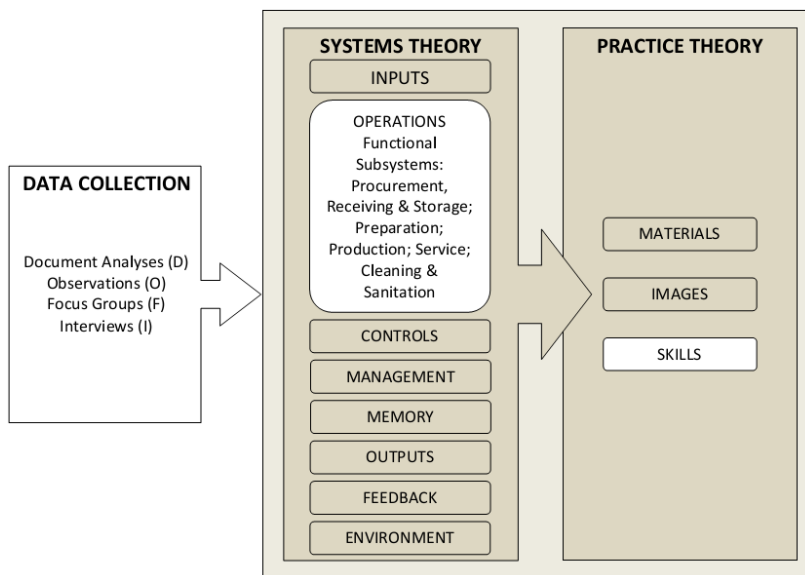 DATA COLLECTION
Document Analyses (D)
Observations (O)
Focus Groups (F)
Interviews (I)
SYSTEMS THEORY
INPUTS
OPERATIONS
Functional
Subsystems:
Procurement,
Receiving & Storage;
Preparation;
Production; Service;
Cleaning &
Sanitation
CONTROLS
MANAGEMENT
MEMORY
OUTPUTS
FEEDBACK
ENVIRONMENT
PRACTICE THEORY
MATERIALS
IMAGES
SKILLS